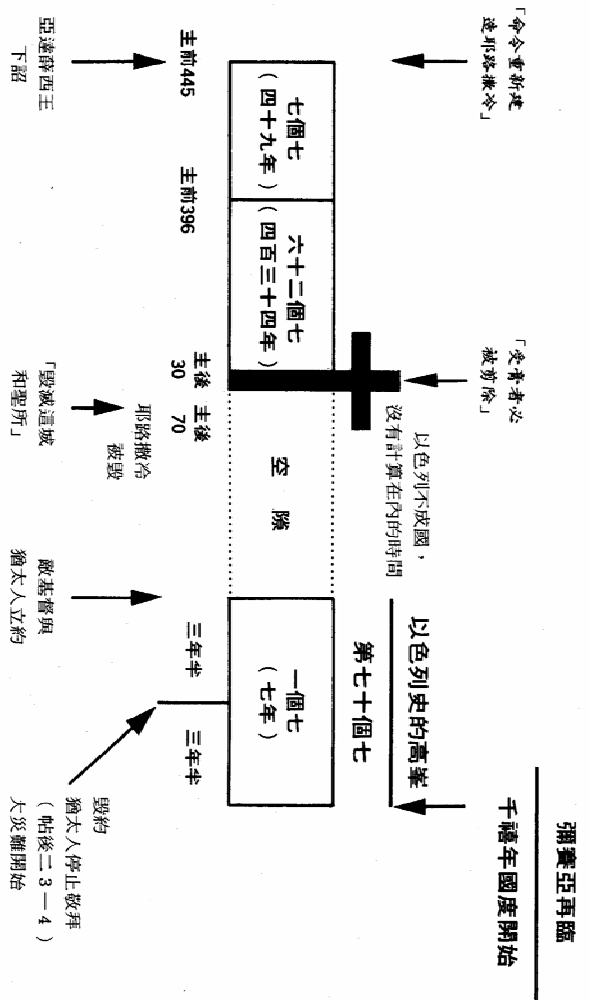 彌賽亞再臨
千禧年國度開始
「命令重新建
造耶路撒冷」
「受膏者必
被剪除」
以色列不成國，
沒有計算在內的時間
以色列史的高峯
第七十個七
七個七
（四十九年）
六十二個七
（四百三十四年）
空隙
一個七
（七年）
主前445
主前396
主後
30
主後
70
三年半
三年半
亞達薛西王
下詔
耶路撒冷
被毀
「毀滅這城
和聖所」
敵基督與
猶太人立約
毀約
猶太人停止敬拜
（帖後二3—4）
大災難開始